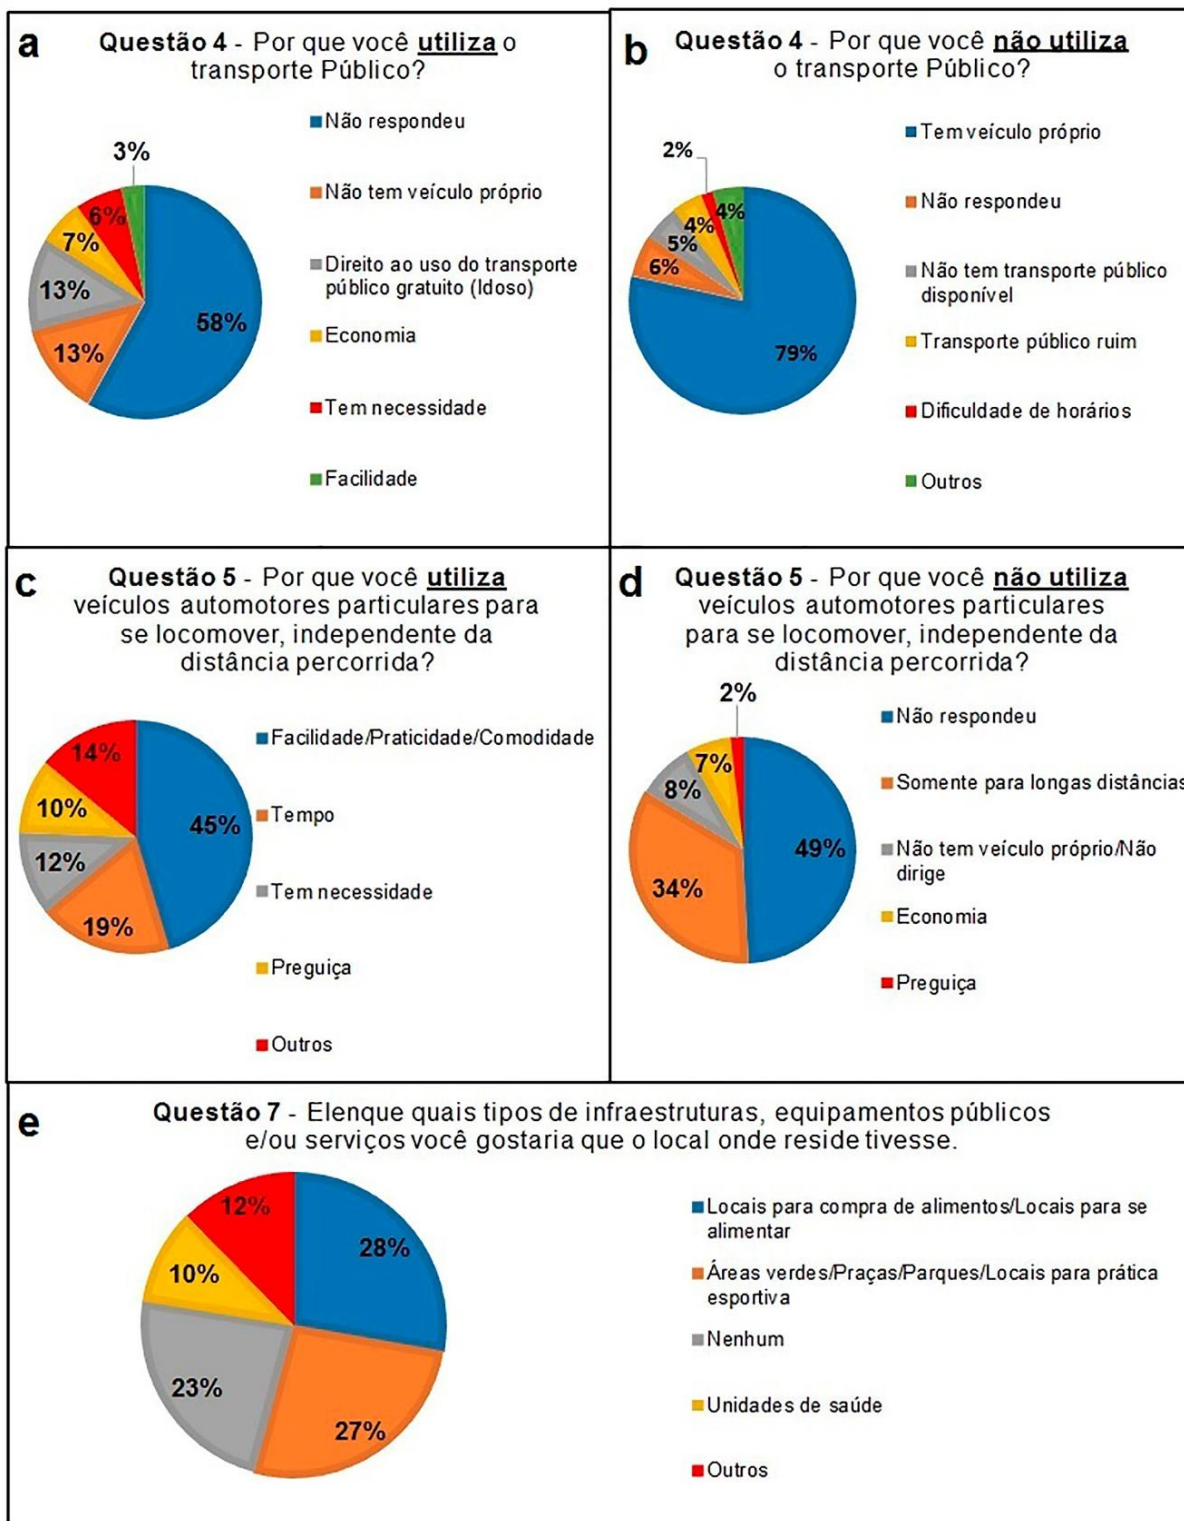 a
Questão 4 - Por que você utiliza o
transporte Público?
Não respondeu
3%
Não tem veículo próprio
6%
7%
Direito ao uso do transporte
público gratuito (Idoso)
13%
58%
Economia
13%
Tem necessidade
Facilidade
b
Questão 4 - Por que você não utiliza
o transporte Público?
Tem veículo próprio
2%
Não respondeu
4%
4%
5%
6%
Não tem transporte público
disponível
Transporte público ruim
79%
Dificuldade de horários
Outros
c
Questão 5 - Por que você utiliza
veículos automotores particulares para
se locomover, independente da
distância percorrida?
Facilidade/Praticidade/Comodidade
14%
10%
Tempo
45%
12%
Tem necessidade
19%
Preguiça
Outros
d
Questão 5 - Por que você não utiliza
veículos automotores particulares
para se locomover, independente da
distância percorrida?
2%
Não respondeu
7%
Somente para longas distâncias
8%
49%
Não tem veículo próprio/Não
dirige
34%
Economia
Preguiça
e
Questão 7 - Elenque quais tipos de infraestruturas, equipamentos públicos
e/ou serviços você gostaria que o local onde reside tivesse.
12%
28%
Locais para compra de alimentos/Locais para se
alimentar
10%
Áreas verdes/Praças/Parques/Locais para prática
esportiva
Nenhum
23%
Unidades de saúde
27%
Outros